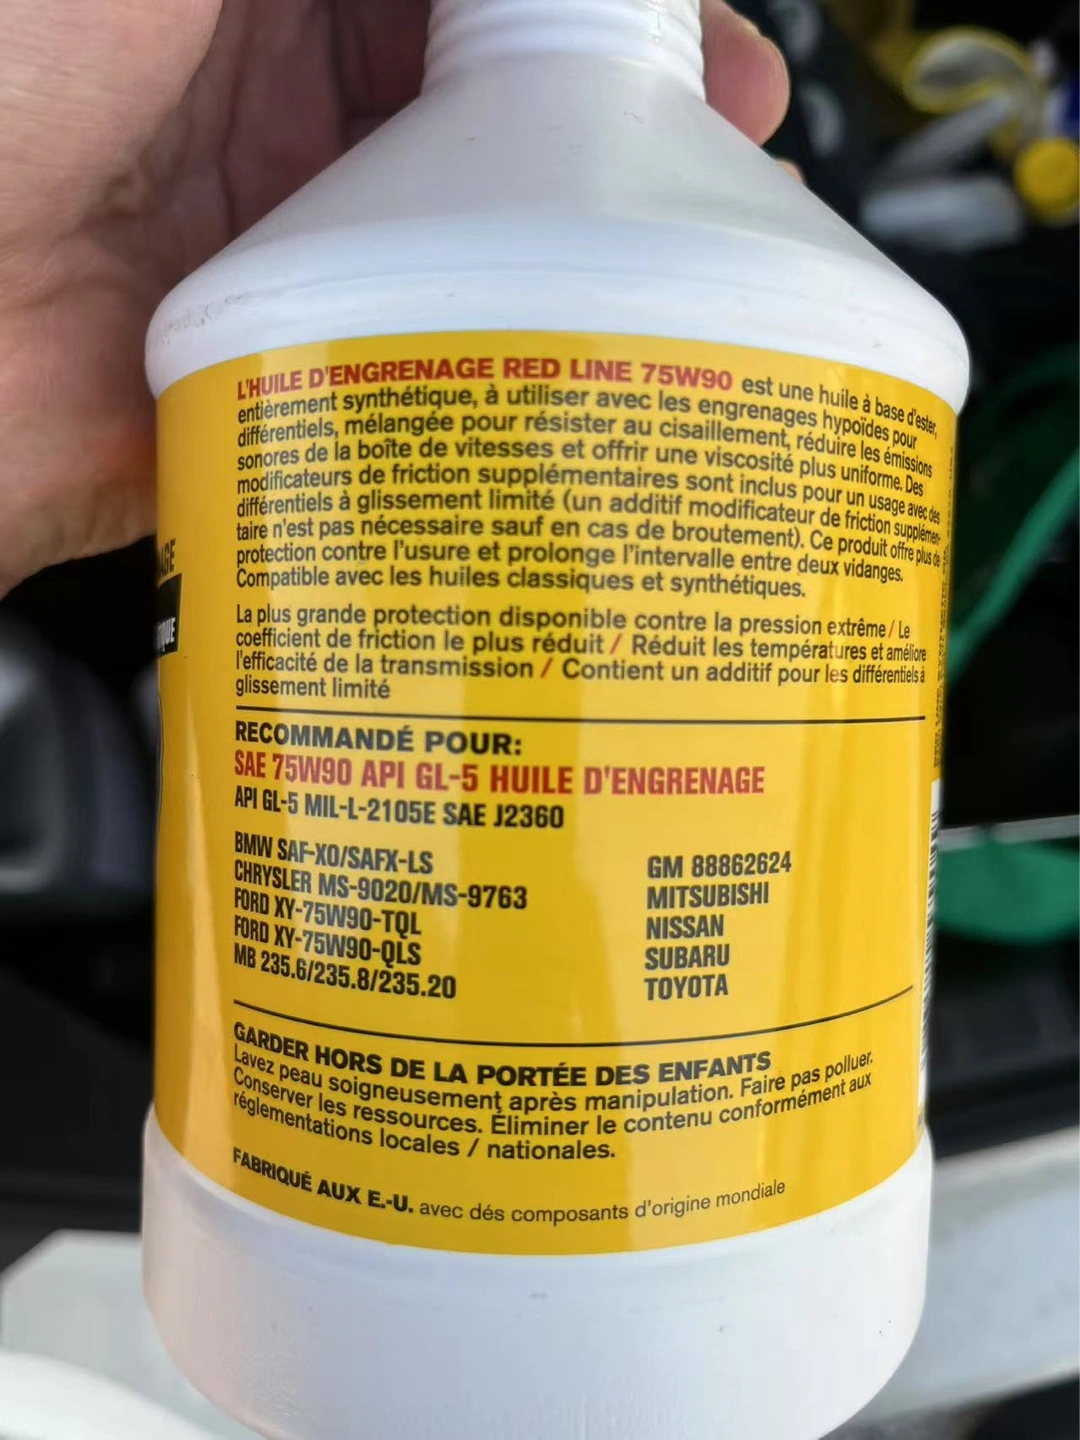 L'HUILE D'ENGRENAGE RED LINE 75W90 est une huile à base d'ester,
entièrement synthétique, à utiliser avec les engrenages hypoïdes pour
différentiels, mélangée pour résister au cisaillement, réduire les émissions
sonores de la boîte de vitesses et offrir une viscosité plus uniforme. Des
modificateurs de friction supplémentaires sont inclus pour un usage avec des
différentiels à glissement limité (un additif modificateur de friction supplémen-
taire n'est pas nécessaire sauf en cas de broutement). Ce produit offre plus de
protection contre l'usure et prolonge l'intervalle entre deux vidanges.
Compatible avec les huiles classiques et synthétiques.
La plus grande protection disponible contre la pression extrême / Le
coefficient de friction le plus réduit / Réduit les températures et améliore
l'efficacité de la transmission / Contient un additif pour les différentiels à
glissement limité
RECOMMANDÉ POUR:
SAE 75W90 API GL-5 HUILE D'ENGRENAGE
API GL-5 MIL-L-2105E SAE J2360
BMW SAF-XO/SAFX-LS
CHRYSLER MS-9020/MS-9763
FORD XY-75W90-TQL
FORD XY-75W90-QLS
MB 235.6/235.8/235.20
GM 88862624
MITSUBISHI
NISSAN
SUBARU
TOYOTA
GARDER HORS DE LA PORTÉE DES ENFANTS
Lavez peau soigneusement après manipulation. Faire pas polluer.
Conserver les ressources. Éliminer le contenu conformément aux
réglementations locales / nationales.
FABRIQUÉ AUX E.-U. avec dés composants d'origine mondiale